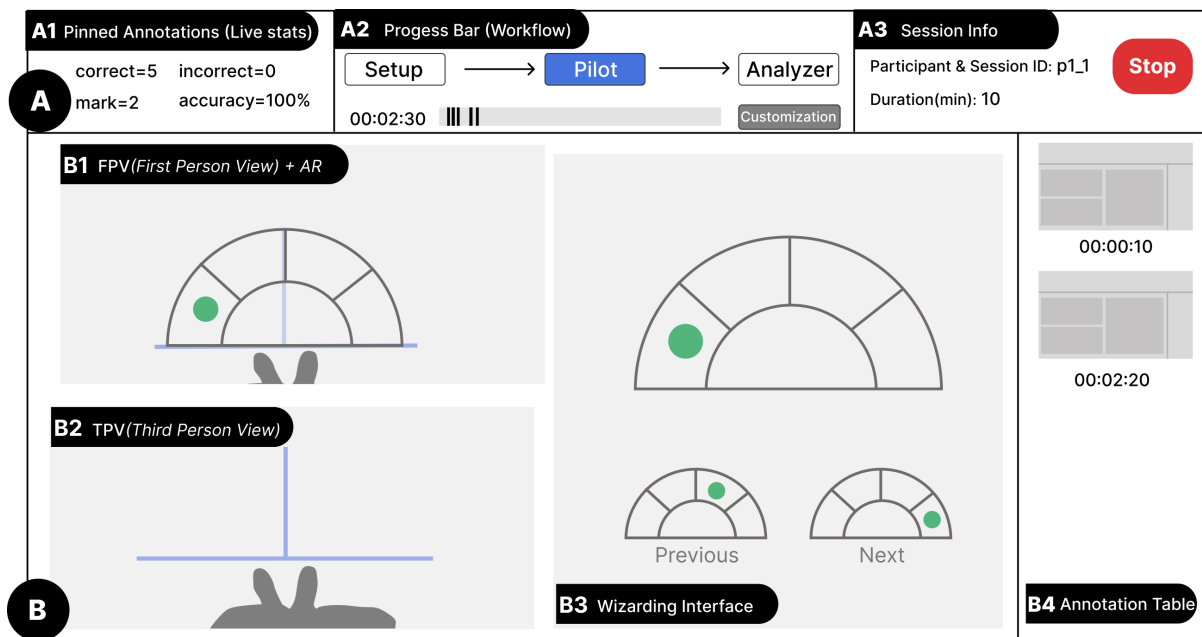 A1 Pinned Annotations (Live stats)
correct=5 incorrect=0
mark=2 accuracy=100%
A
A2 Progess Bar (Workflow)
Setup Pilot Analyzer
00:02:30 Customization
A3 Session Info
Participant & Session ID: p1_1
Duration(min): 10
Stop
B1 FPV(First Person View) + AR
B2 TPV(Third Person View)
B
Previous Next
B3 Wizarding Interface
00:00:10
00:02:20
B4 Annotation Table